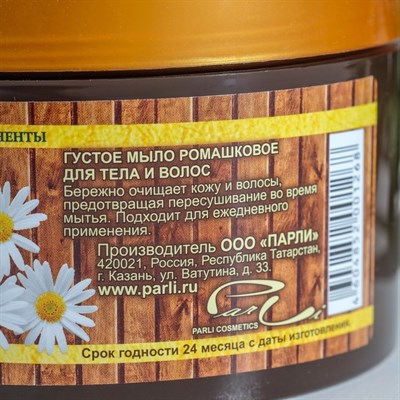 ГУСТОЕ МЫЛО РОМАШКОВОЕ
ДЛЯ ТЕЛА И ВОЛОС
Бережно очищает кожу и волосы,
предотвращая пересушивание во время
мытья. Подходит для ежедневного
применения.
Производитель ООО «ПАРЛИ»
420021, Россия, Республика Татарстан,
г. Казань, ул. Ватутина, д. 33.
www.parli.ru
Parli
PARLI COSMETICS
Срок годности 24 месяца с даты изготовления.